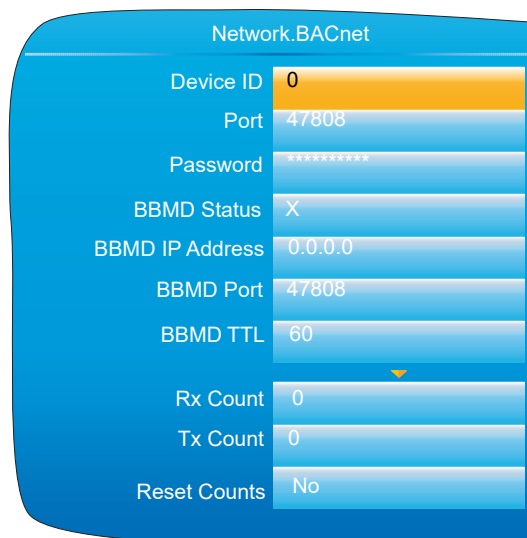 Network.BACnet
Device ID 0
Port 47808
Password **********
BBMD Status X
BBMD IP Address 0.0.0.0
BBMD Port 47808
BBMD TTL 60
Rx Count 0
Tx Count 0
Reset Counts No